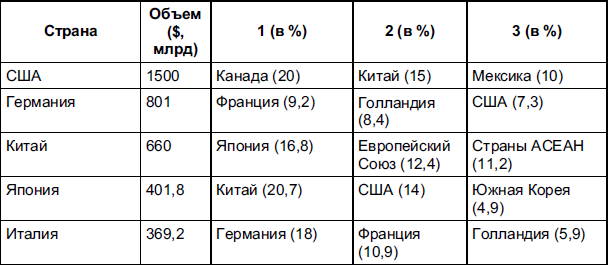 Страна | Объем ($, млрд) | 1 (в %) | 2 (в %) | 3 (в %)
США | 1500 | Канада (20) | Китай (15) | Мексика (10)
Германия | 801 | Франция (9,2) | Голландия (8,4) | США (7,3)
Китай | 660 | Япония (16,8) | Европейский Союз (12,4) | Страны АСЕАН (11,2)
Япония | 401,8 | Китай (20,7) | США (14) | Южная Корея (4,9)
Италия | 369,2 | Германия (18) | Франция (10,9) | Голландия (5,9)